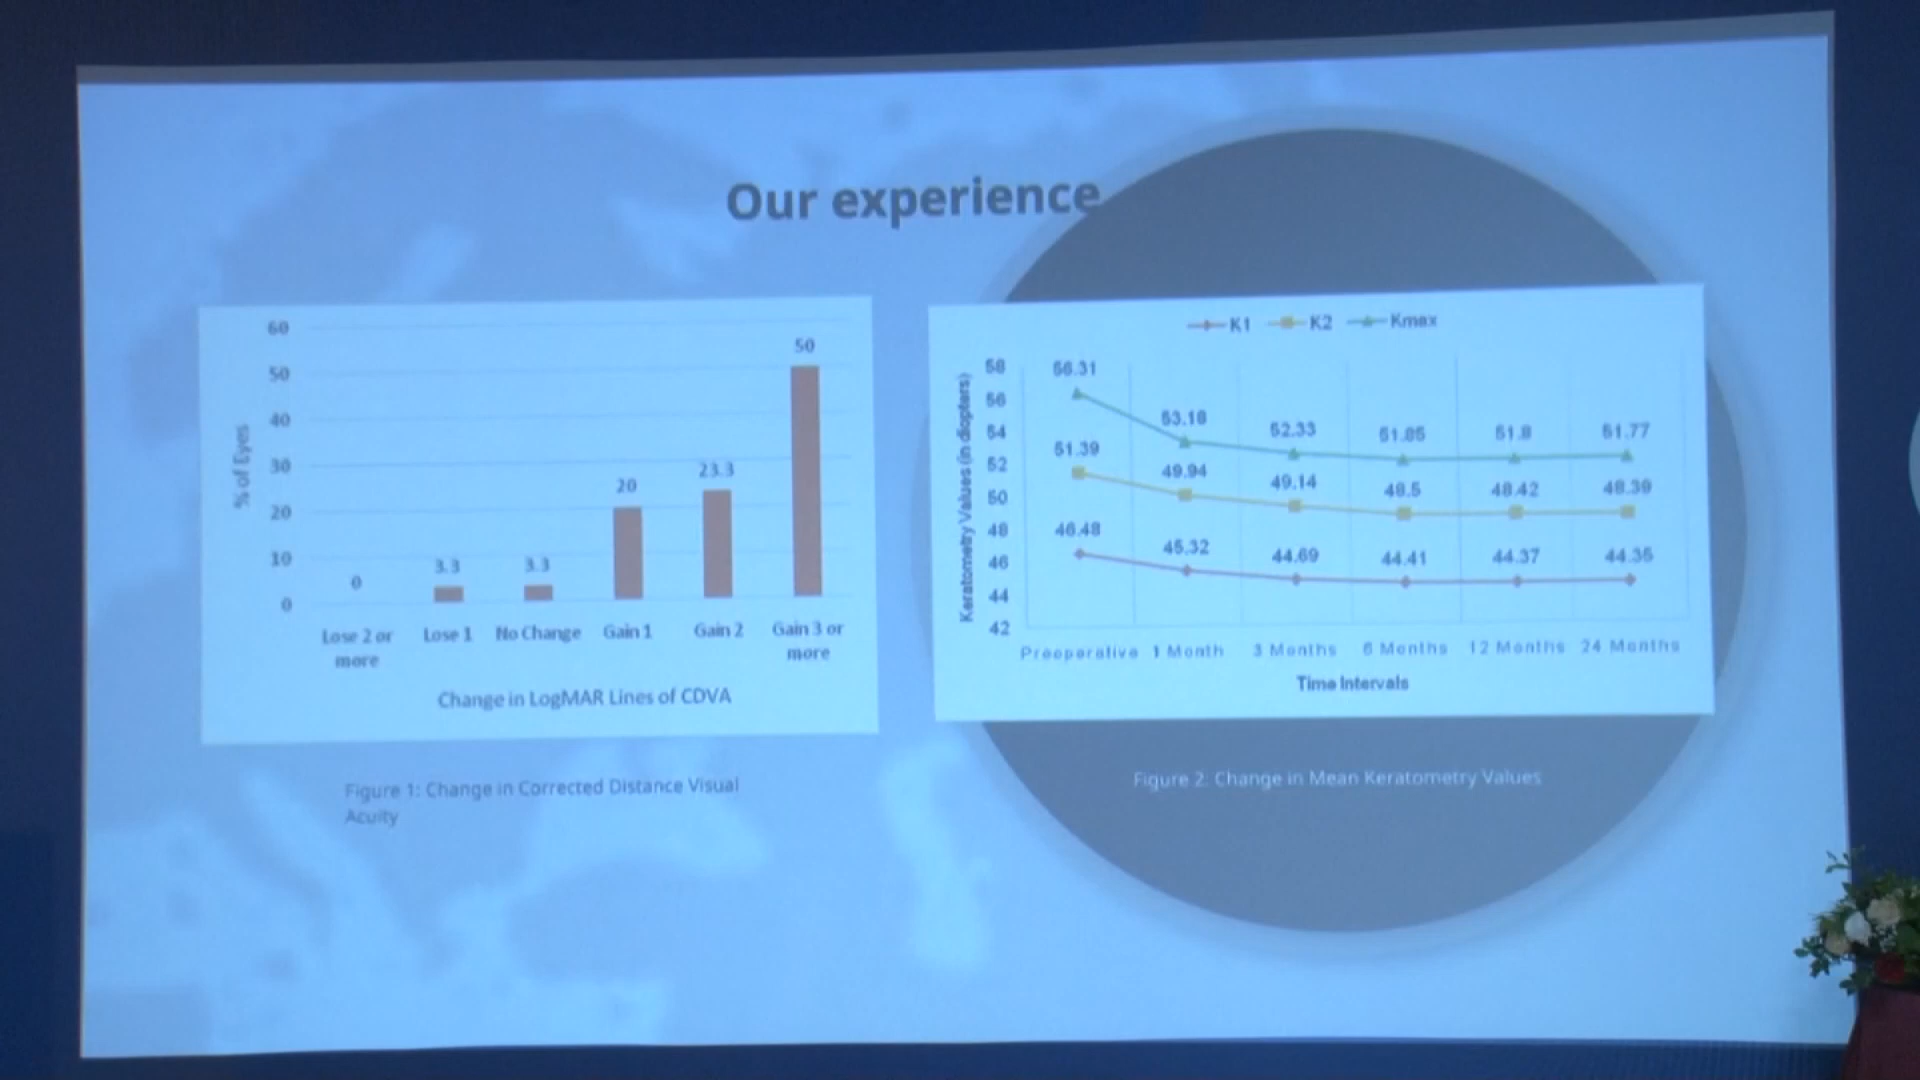 Our experience
60
50
40
30
20
10
0
% of Eyes
0
3.3
3.3
20
23.3
50
Lose 2 or
more
Lose 1
No Change
Gain 1
Gain 2
Gain 3 or
more
Change in LogMAR Lines of CDVA
Figure 1: Change in Corrected Distance Visual
Acuity
K1
K2
Kmax
58
56
54
52
50
48
46
44
42
Keratometry Values (in diopters)
56.31
53.18
52.33
51.85
51.8
51.77
51.39
49.94
49.14
48.5
48.42
48.39
46.48
45.32
44.69
44.41
44.37
44.35
Preoperative
1 Month
3 Months
6 Months
12 Months
24 Months
Time Intervals
Figure 2: Change in Mean Keratometry Values